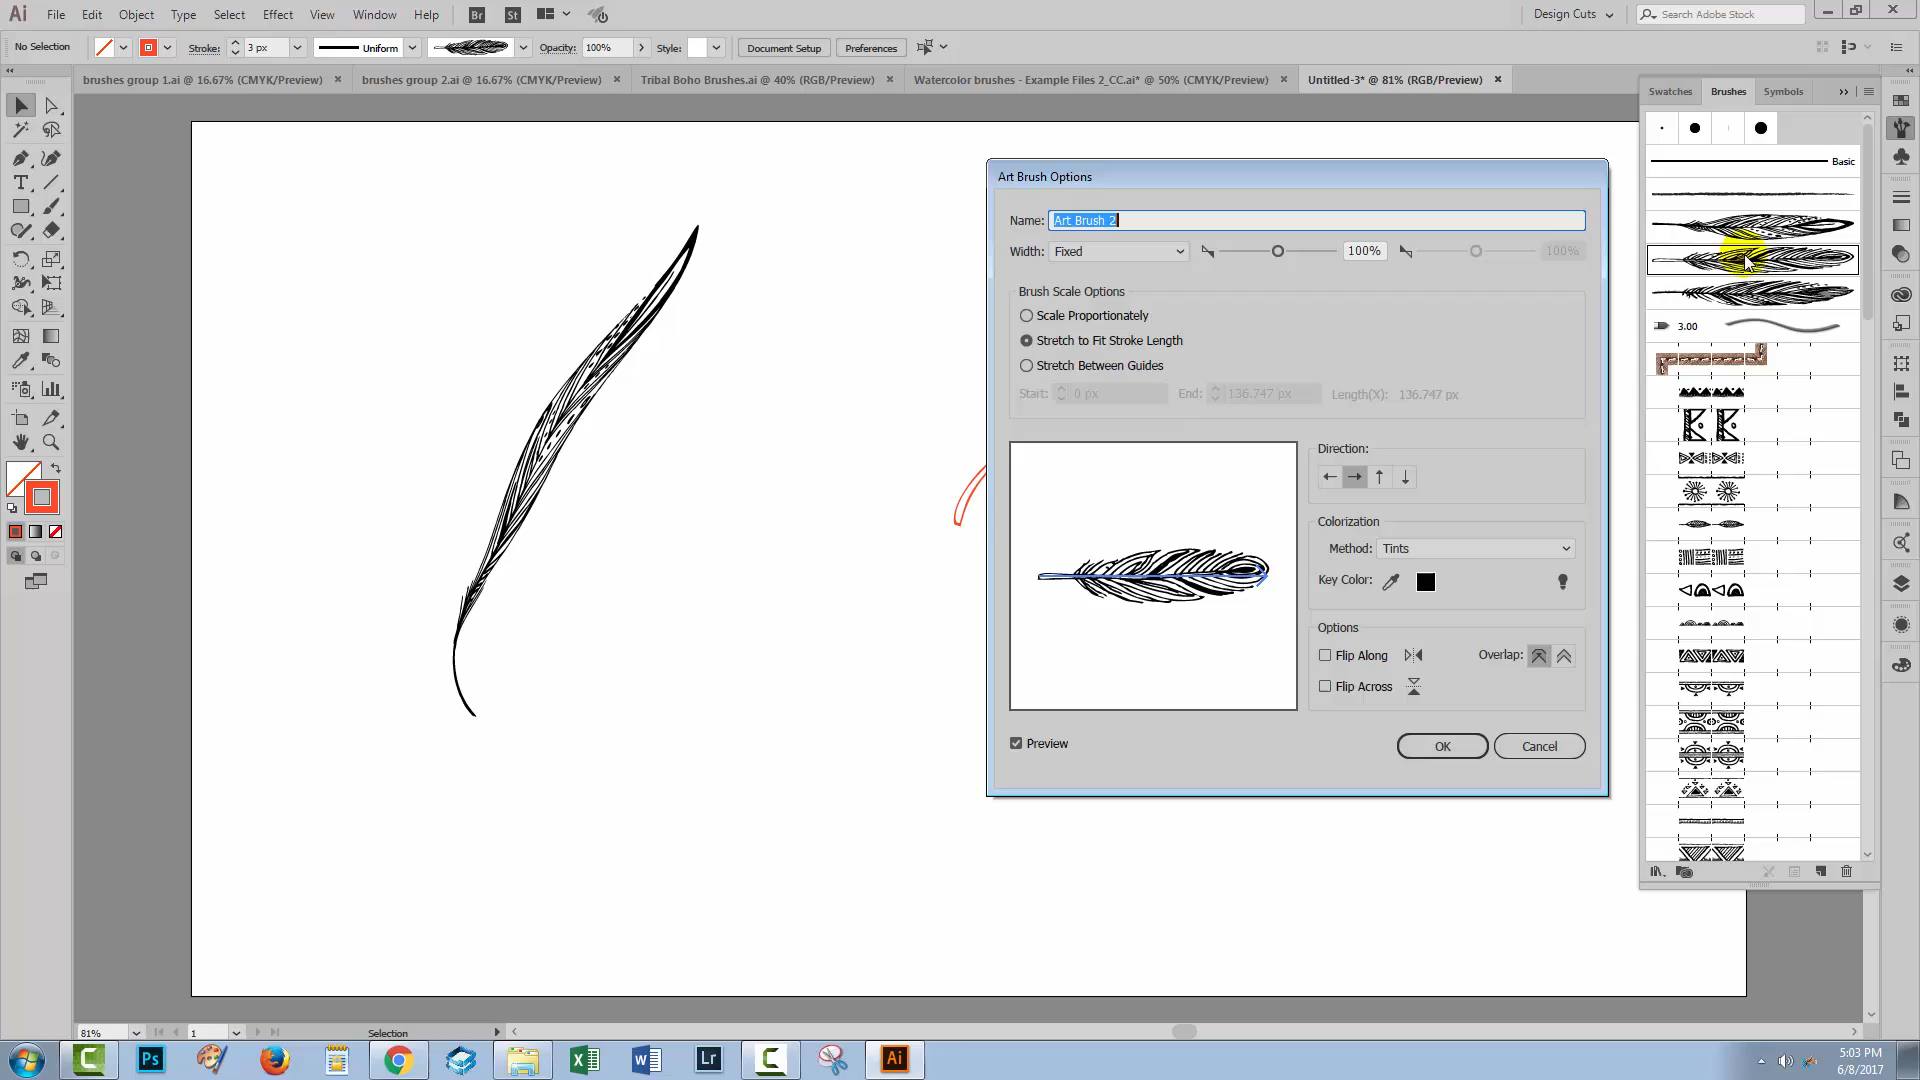 Ai File Edit Object Type Select Effect View Window Help Br St Design Cuts Search Adobe Stock
No Selection Stroke: 3 px Uniform Opacity: 100% Style: Document Setup Preferences
brushes group 1.ai @ 16.67% (CMYK/Preview) × brushes group 2.ai @ 16.67% (CMYK/Preview) × Tribal Boho Brushes.ai @ 40% (RGB/Preview) × Watercolor brushes - Example Files 2_CC.ai* @ 50% (CMYK/Preview) × Untitled-3* @ 81% (RGB/Preview) ×
Swatches Brushes Symbols
Basic
3.00
Art Brush Options
Name: Art Brush 2
Width: Fixed 100% 100%
Brush Scale Options
Scale Proportionately
Stretch to Fit Stroke Length
Stretch Between Guides
Start: 0 px End: 136.747 px Length(X): 136.747 px
Direction:
Colorization
Method: Tints
Key Color:
Options
Flip Along Overlap:
Flip Across
Preview OK Cancel
81% 1 Selection
Ps Lr Ai
5:03 PM
6/8/2017